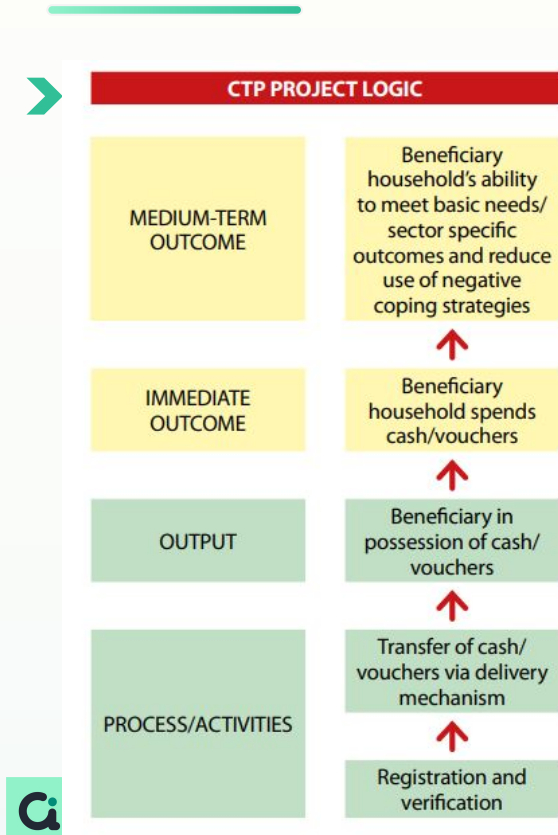 CTP PROJECT LOGIC
MEDIUM-TERM
OUTCOME
Beneficiary
household’s ability
to meet basic needs/
sector specific
outcomes and reduce
use of negative
coping strategies
IMMEDIATE
OUTCOME
Beneficiary
household spends
cash/vouchers
OUTPUT
Beneficiary in
possession of cash/
vouchers
PROCESS/ACTIVITIES
Transfer of cash/
vouchers via delivery
mechanism
Registration and
verification